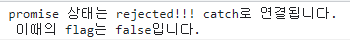 promise 상태는 rejected!!! catch로 연결됩니다.
이때의 flag는 false입니다.